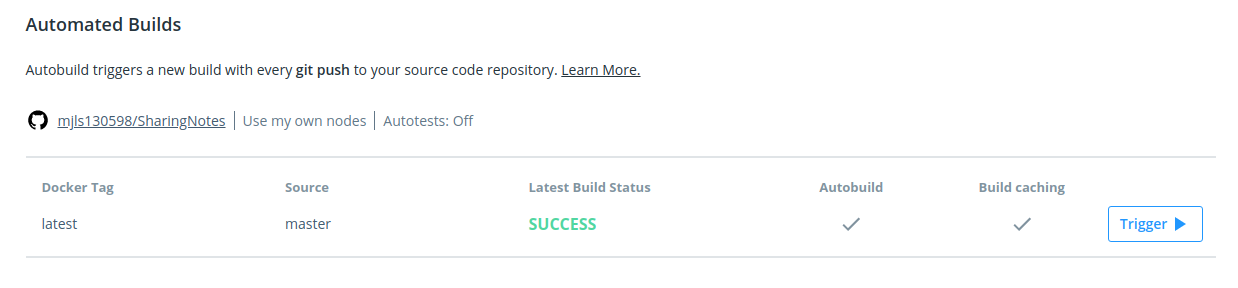 Automated Builds
Autobuild triggers a new build with every git push to your source code repository. Learn More.
mjls130598/SharingNotes | Use my own nodes | Autotests: Off
Docker Tag Source Latest Build Status Autobuild Build caching
latest master SUCCESS Trigger